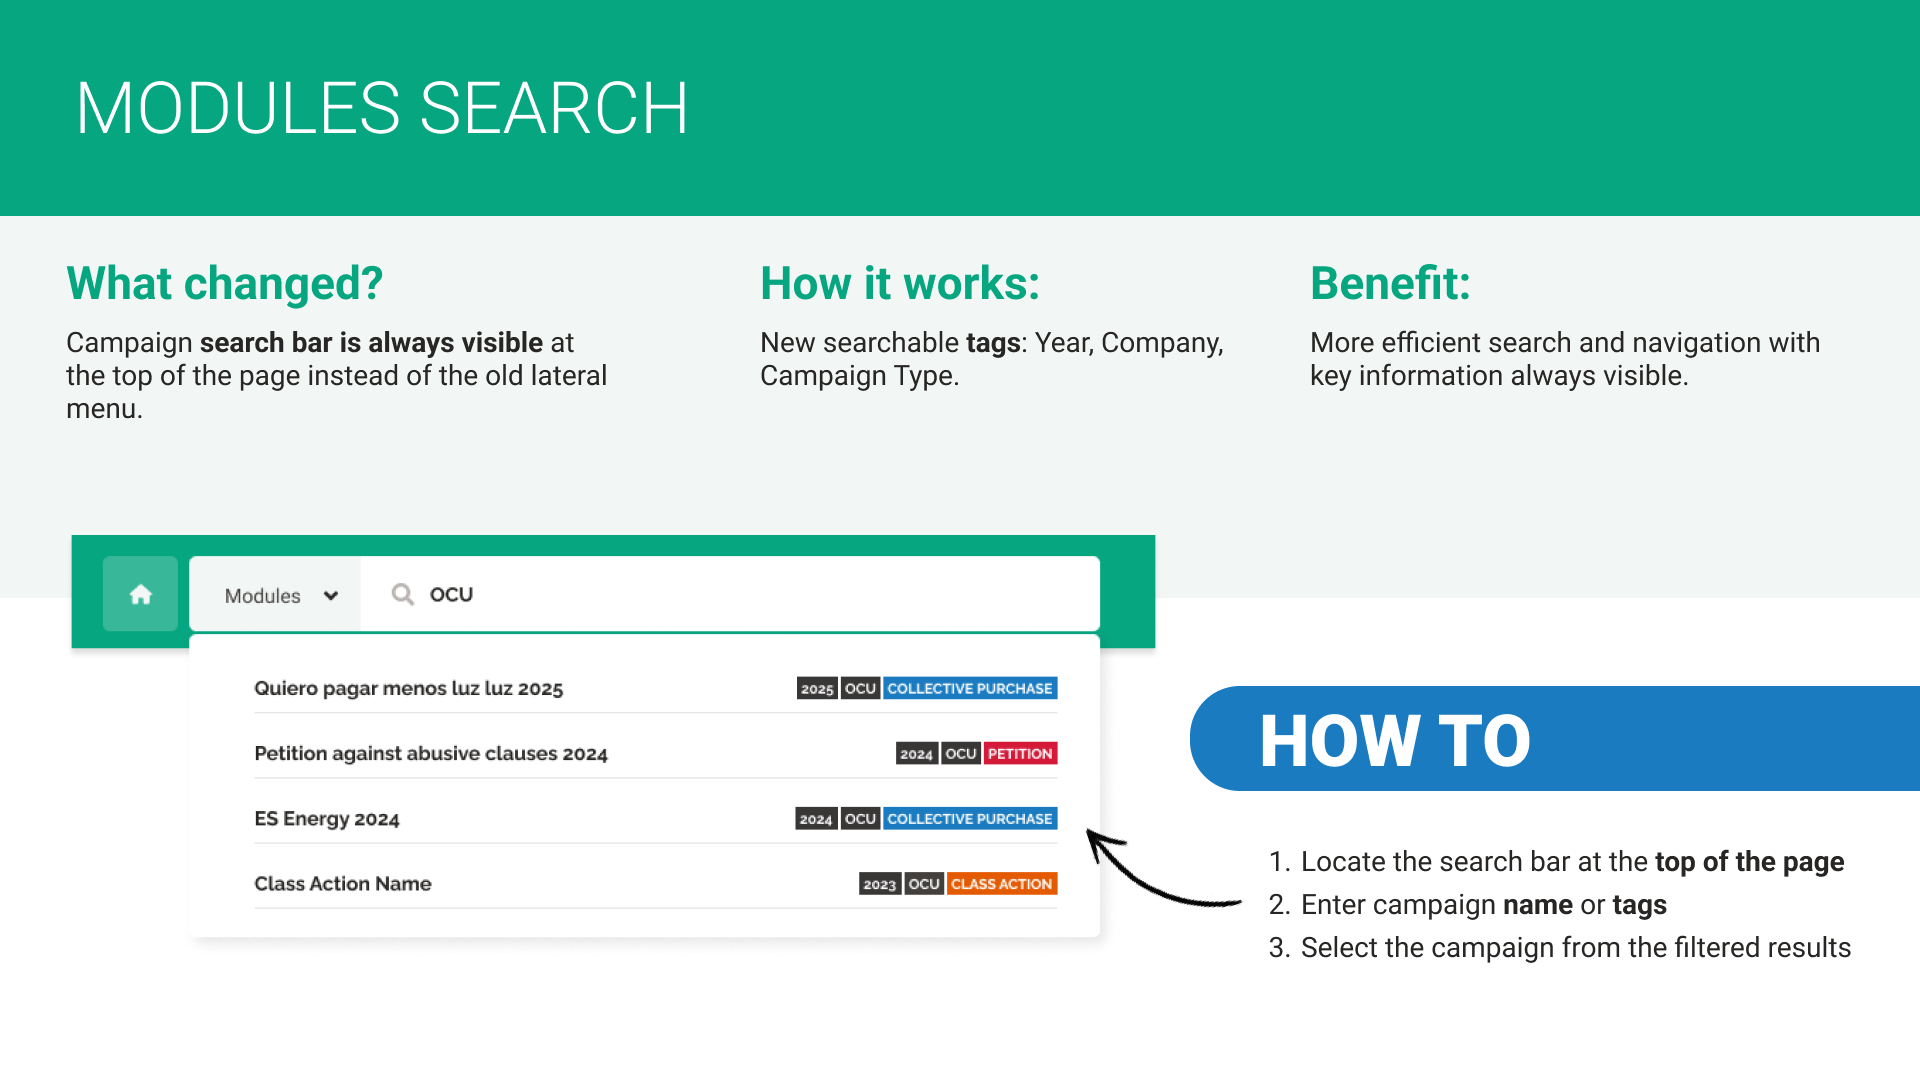 MODULES SEARCH
What changed?
Campaign search bar is always visible at
the top of the page instead of the old lateral
menu.
How it works:
New searchable tags: Year, Company,
Campaign Type.
Benefit:
More efficient search and navigation with
key information always visible.
Modules OCU
Quiero pagar menos luz luz 2025 2025 OCU COLLECTIVE PURCHASE
Petition against abusive clauses 2024 2024 OCU PETITION
ES Energy 2024 2024 OCU COLLECTIVE PURCHASE
Class Action Name 2023 OCU CLASS ACTION
HOW TO
1. Locate the search bar at the top of the page
2. Enter campaign name or tags
3. Select the campaign from the filtered results